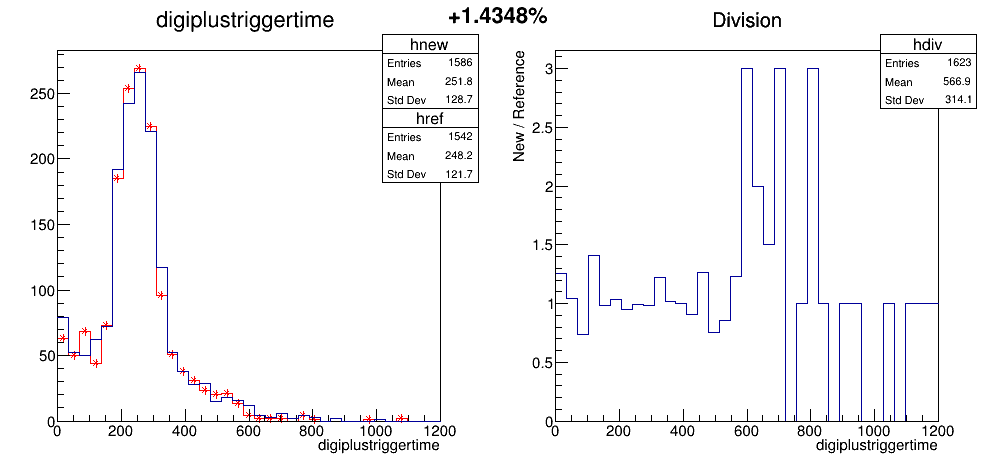 digiplustriggertime
+1.4348%
Division
hnew
Entries 1586
Mean 251.8
Std Dev 128.7
href
Entries 1542
Mean 248.2
Std Dev 121.7
250
200
150
100
50
0
0 200 400 600 800 1000 1200
digiplustriggertime
hdiv
Entries 1623
Mean 566.9
Std Dev 314.1
New / Reference
3
2.5
2
1.5
1
0.5
0
0 200 400 600 800 1000 1200
digiplustriggertime